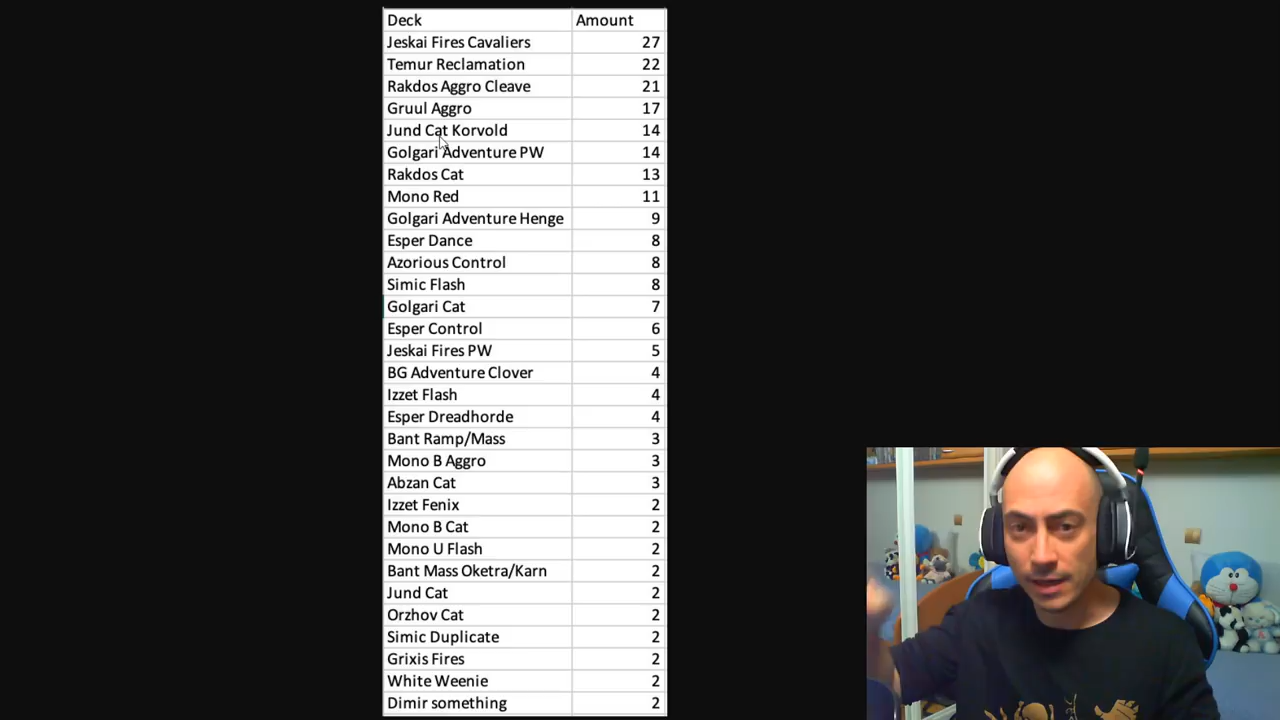 Deck Amount
Jeskai Fires Cavaliers 27
Temur Reclamation 22
Rakdos Aggro Cleave 21
Gruul Aggro 17
Jund Cat Korvold 14
Golgari Adventure PW 14
Rakdos Cat 13
Mono Red 11
Golgari Adventure Henge 9
Esper Dance 8
Azorious Control 8
Simic Flash 8
Golgari Cat 7
Esper Control 6
Jeskai Fires PW 5
BG Adventure Clover 4
Izzet Flash 4
Esper Dreadhorde 4
Bant Ramp/Mass 3
Mono B Aggro 3
Abzan Cat 3
Izzet Fenix 2
Mono B Cat 2
Mono U Flash 2
Bant Mass Oketra/Karn 2
Jund Cat 2
Orzhov Cat 2
Simic Duplicate 2
Grixis Fires 2
White Weenie 2
Dimir something 2